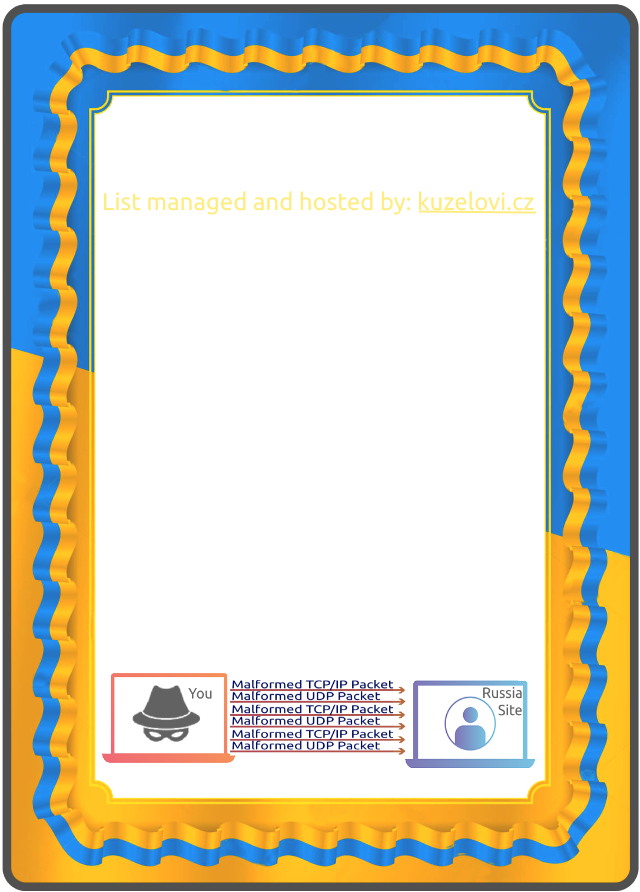 List managed and hosted by: kuzelovi.cz
You
Malformed TCP/IP Packet
Malformed UDP Packet
Malformed TCP/IP Packet
Malformed UDP Packet
Malformed TCP/IP Packet
Malformed UDP Packet
Russia
Site